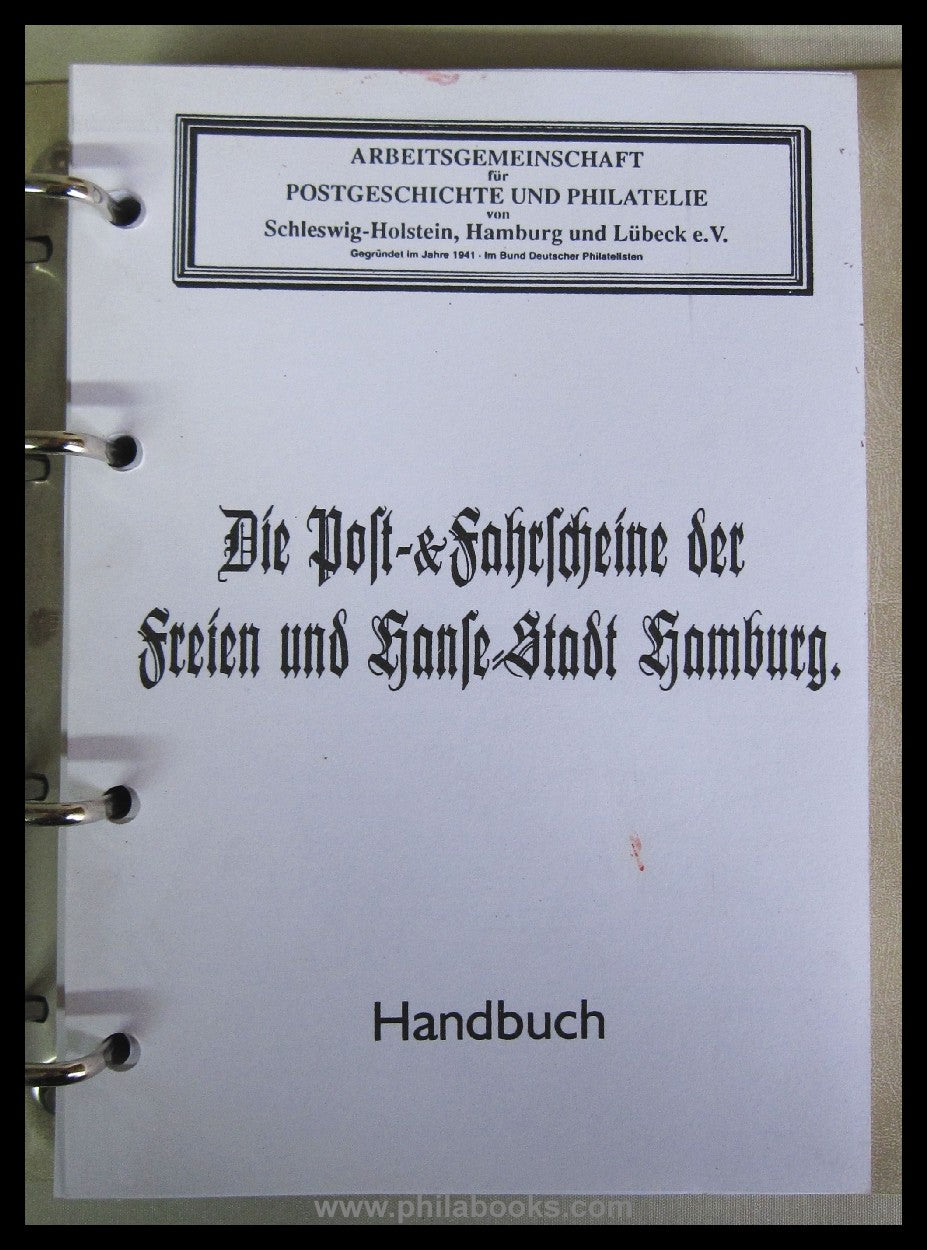 ARBEITSGEMEINSCHAFT
für
POSTGESCHICHTE UND PHILATELIE
von
Schleswig-Holstein, Hamburg und Lübeck e.V.
Gegründet im Jahre 1941 · Im Bund Deutscher Philatelisten
Die Poſt-&Fahrſcheine der
Freien und Hanſe-Stadt Hamburg.
Handbuch
www.philabooks.com